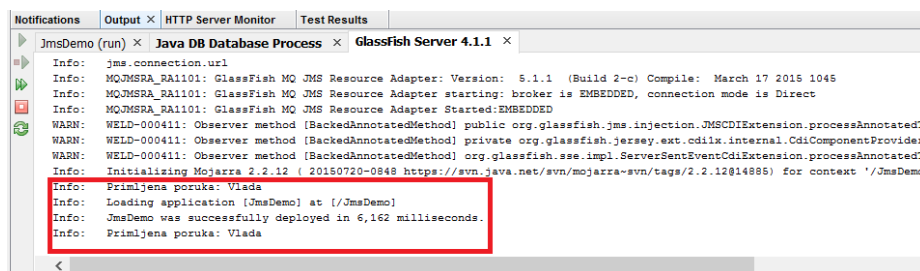 Notifications Output × HTTP Server Monitor Test Results
JmsDemo (run) × Java DB Database Process × GlassFish Server 4.1.1 ×
Info: jms.connection.url
Info: MQJMSRA_RA1101: GlassFish MQ JMS Resource Adapter: Version: 5.1.1 (Build 2-c) Compile: March 17 2015 1045
Info: MQJMSRA_RA1101: GlassFish MQ JMS Resource Adapter starting: broker is EMBEDDED, connection mode is Direct
Info: MQJMSRA_RA1101: GlassFish MQ JMS Resource Adapter Started:EMBEDDED
WARN: WELD-000411: Observer method [BackedAnnotatedMethod] public org.glassfish.jms.injection.JMSCDIExtension.processAnnotatedT
WARN: WELD-000411: Observer method [BackedAnnotatedMethod] private org.glassfish.jersey.ext.cdi1x.internal.CdiComponentProvider
WARN: WELD-000411: Observer method [BackedAnnotatedMethod] org.glassfish.sse.impl.ServerSentEventCdiExtension.processAnnotatedT
Info: Initializing Mojarra 2.2.12 ( 20150720-0848 https://svn.java.net/svn/mojarra~svn/tags/2.2.12@14885) for context '/JmsDemo
Info: Primljena poruka: Vlada
Info: Loading application [JmsDemo] at [/JmsDemo]
Info: JmsDemo was successfully deployed in 6,162 milliseconds.
Info: Primljena poruka: Vlada